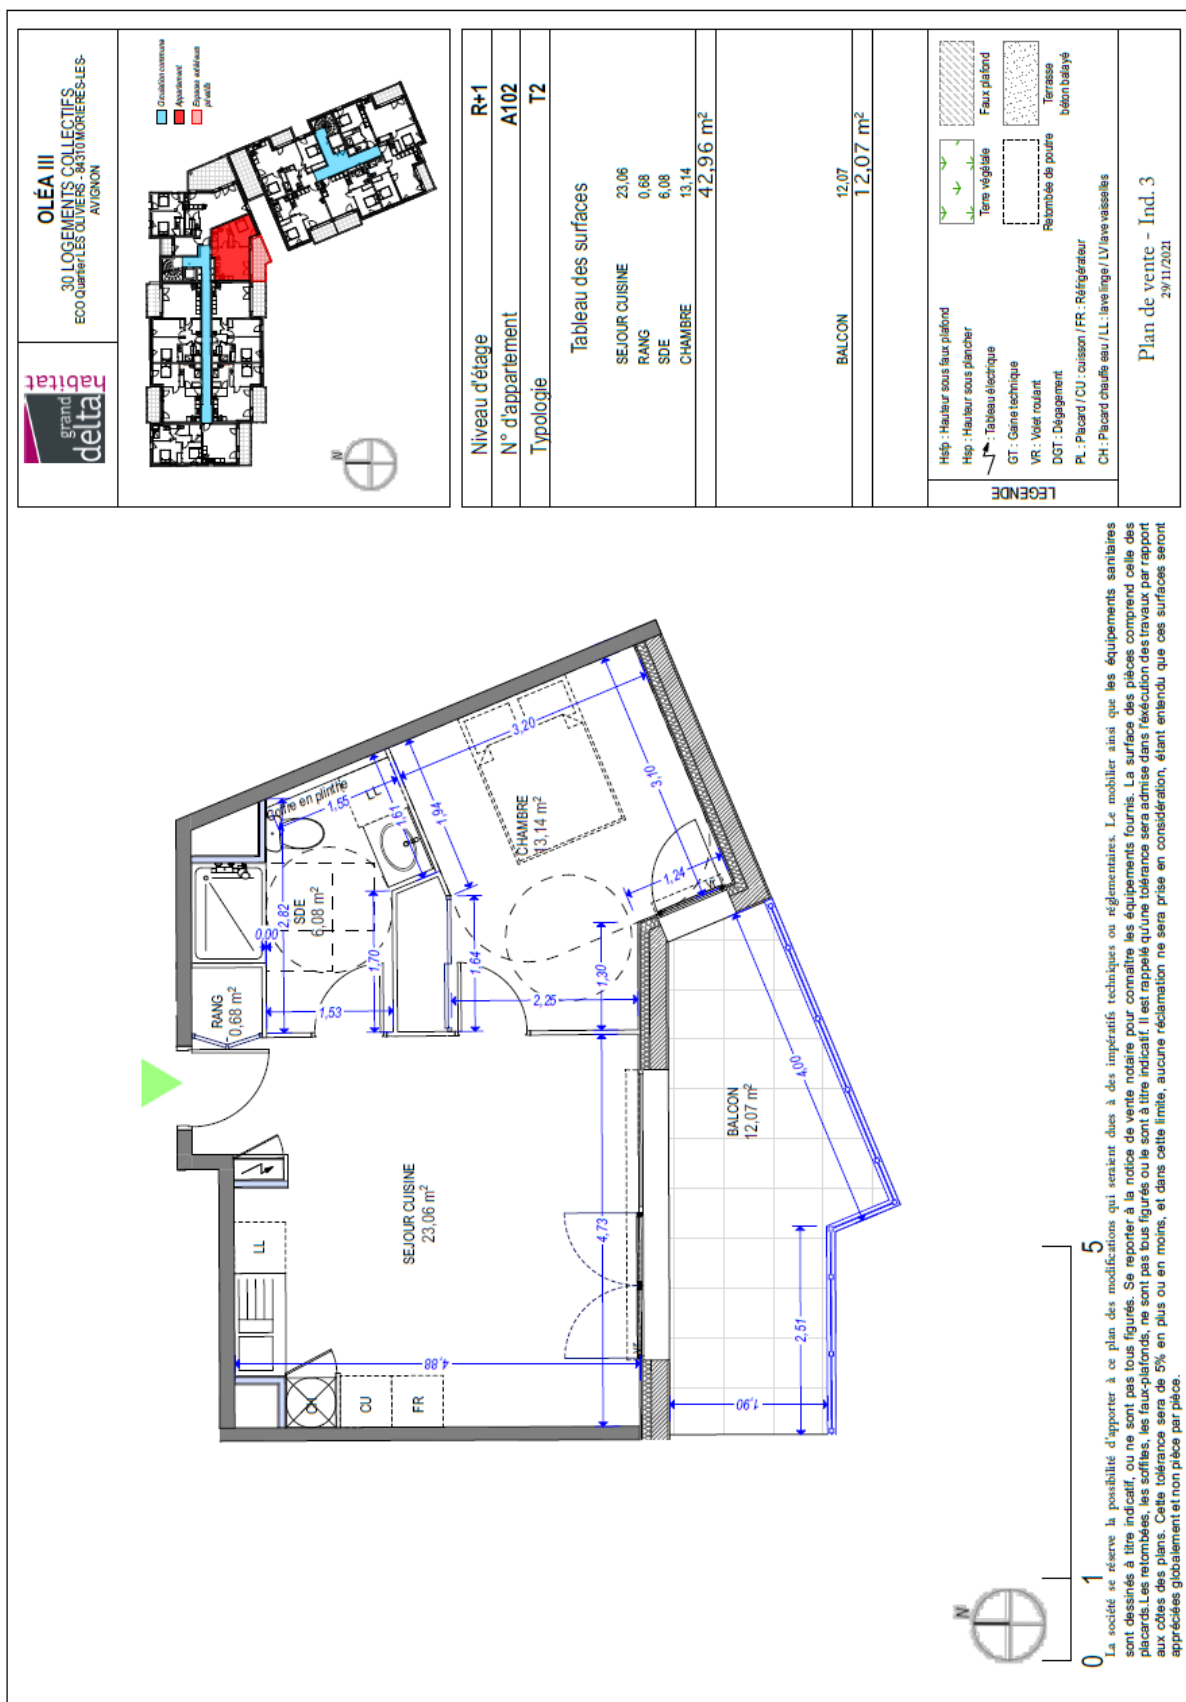 OLÉA III
30 LOGEMENTS COLLECTIFS
ECO Quartier LES OLIVIERS - 84310 MORIERES-LES-
AVIGNON
grand
delta
habitat
Circulation commune
Appartement
Espaces extérieurs
privatifs
N
Niveau d'étage R+1
N° d'appartement A102
Typologie T2
Tableau des surfaces
SEJOUR CUISINE 23,06
RANG 0,68
SDE 6,08
CHAMBRE 13,14
42,96 m²
BALCON 12,07
12,07 m²
LEGENDE
Hsfp : Hauteur sous faux plafond
Hsp : Hauteur sous plancher
: Tableau électrique
GT : Gaine technique
VR : Volet roulant
DGT : Dégagement
PL : Placard / CU : cuisson / FR : Réfrigérateur
CH : Placard chauffe eau / LL : lave linge / LV lave vaisselles
Terre végétale
Faux plafond
Retombée de poutre
Terrasse
béton balayé
Plan de vente - Ind. 3
29/11/2021
RANG
0,68 m²
SDE
6,08 m²
0,00
2,82
1,53
1,70
1,55
1,61
LL
CHAMBRE
13,14 m²
1,94
3,20
3,10
1,24
1,64
2,25
1,30
VR
SEJOUR CUISINE
23,06 m²
4,73
4,88
LL
CH
CU
FR
BALCON
12,07 m²
4,00
2,51
1,90
N
0 1 5
La société se réserve la possibilité d'apporter à ce plan des modifications qui seraient dues à des impératifs techniques ou réglementaires. Le mobilier ainsi que les équipements sanitaires
sont dessinés à titre indicatif, ou ne sont pas tous figurés. Se reporter à la notice de vente notaire pour connaître les équipements fournis. La surface des pièces comprend celle des
placards. Les retombées, les soffites, les faux-plafonds, ne sont pas tous figurés ou le sont à titre indicatif. Il est rappelé qu'une tolérance sera admise dans l'éxécution des travaux par rapport
aux côtes des plans. Cette tolérance sera de 5% en plus ou en moins, et dans cette limite, aucune réclamation ne sera prise en considération, étant entendu que ces surfaces seront
appréciées globalement et non pièce par pièce.